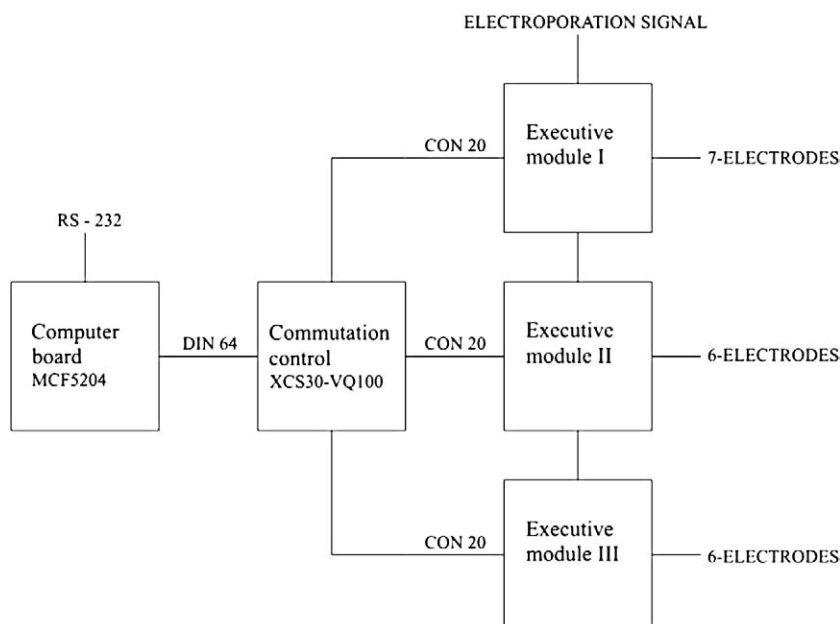 ELECTROPORATION SIGNAL
Executive
module I
CON 20
7-ELECTRODES
RS - 232
Computer
board
MCF5204
DIN 64
Commutation
control
XCS30-VQ100
CON 20
Executive
module II
6-ELECTRODES
CON 20
Executive
module III
6-ELECTRODES